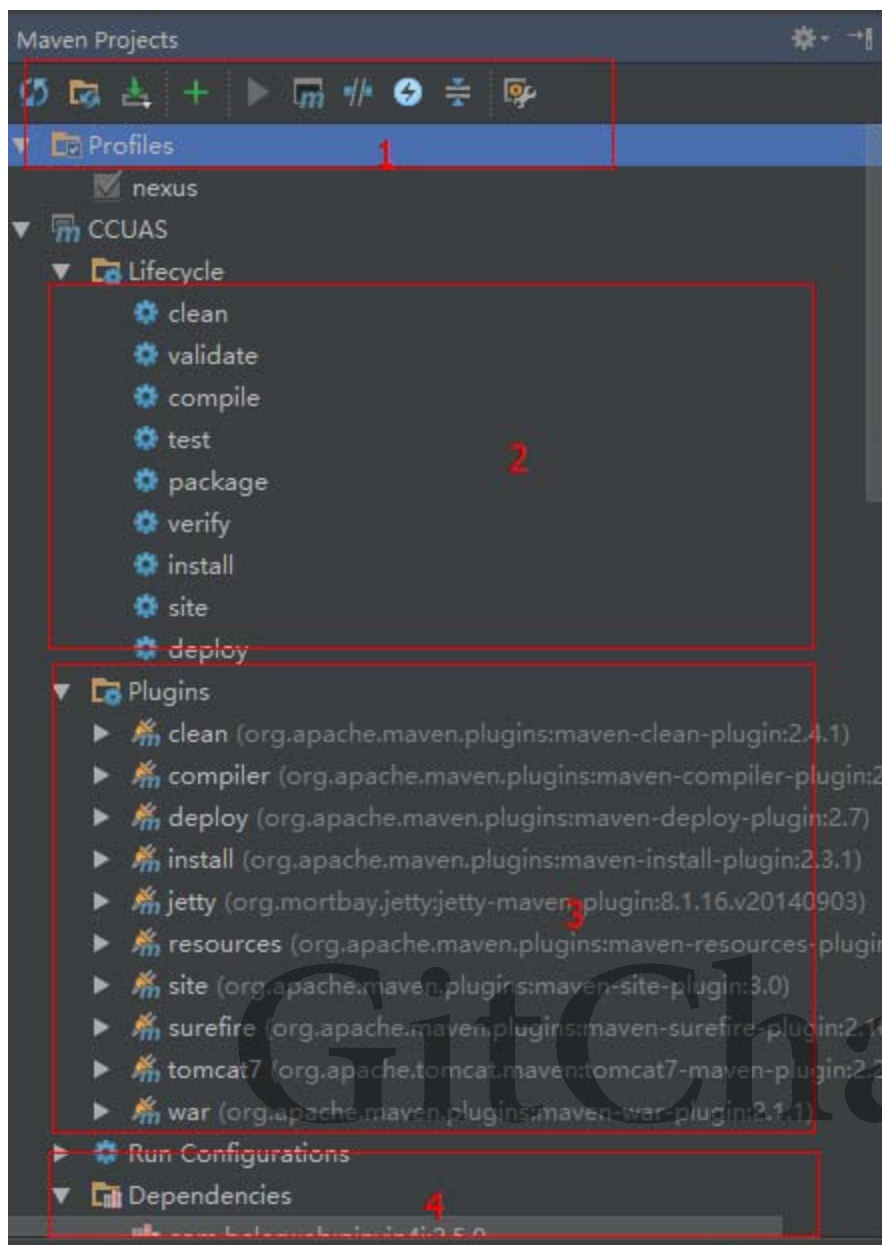 Maven Projects
1
Profiles
nexus
CCUAS
Lifecycle
clean
validate
compile
test
2
package
verify
install
site
deploy
Plugins
clean (org.apache.maven.plugins:maven-clean-plugin:2.4.1)
compiler (org.apache.maven.plugins:maven-compiler-plugin:2
deploy (org.apache.maven.plugins:maven-deploy-plugin:2.7)
install (org.apache.maven.plugins:maven-install-plugin:2.3.1)
jetty (org.mortbay.jetty:jetty-maven-plugin:8.1.16.v20140903)
3
resources (org.apache.maven.plugins:maven-resources-plugin
site (org.apache.maven.plugins:maven-site-plugin:3.0)
surefire (org.apache.maven.plugins:maven-surefire-plugin:2.16
tomcat7 (org.apache.tomcat.maven:tomcat7-maven-plugin:2.2
war (org.apache.maven.plugins:maven-war-plugin:2.1.1)
GitCha
Run Configurations
Dependencies
4